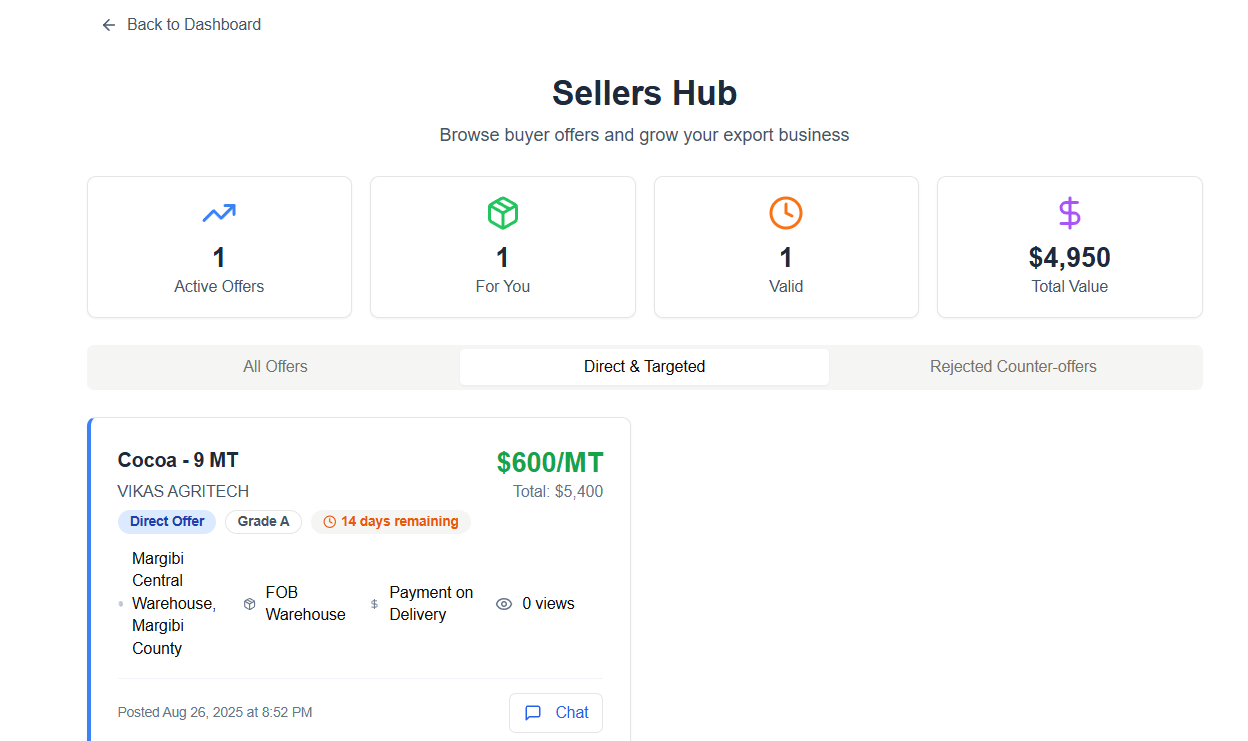 Back to Dashboard
Sellers Hub
Browse buyer offers and grow your export business
1
Active Offers
1
For You
1
Valid
$4,950
Total Value
All Offers
Direct & Targeted
Rejected Counter-offers
Cocoa - 9 MT
$600/MT
VIKAS AGRITECH
Total: $5,400
Direct Offer
Grade A
14 days remaining
Margibi
Central
Warehouse,
Margibi
County
FOB
Warehouse
$
Payment on
Delivery
0 views
Posted Aug 26, 2025 at 8:52 PM
Chat